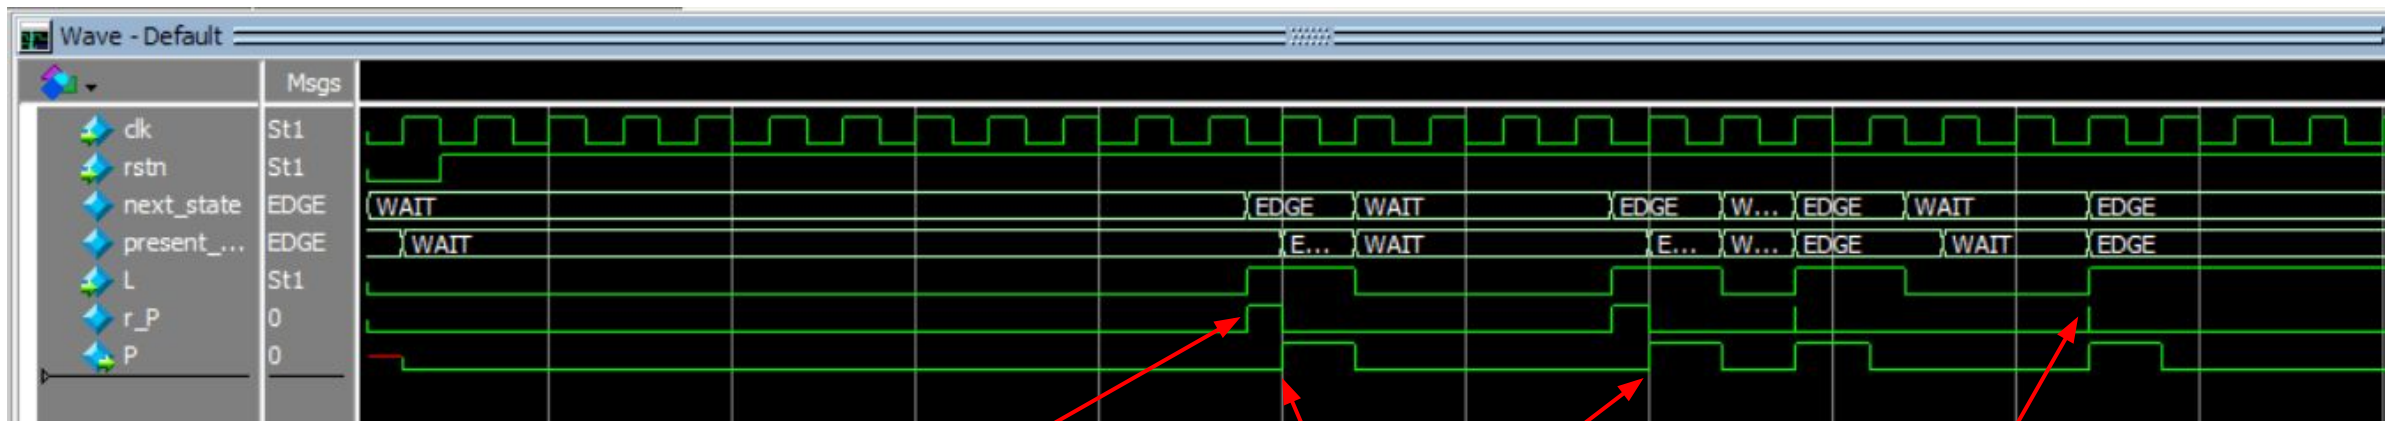 Wave - Default
Msgs
clk St1
rstn St1
next_state EDGE WAIT EDGE WAIT EDGE W... EDGE WAIT EDGE
present_... EDGE WAIT E... WAIT E... W... EDGE WAIT EDGE
L St1
r_P 0
P 0